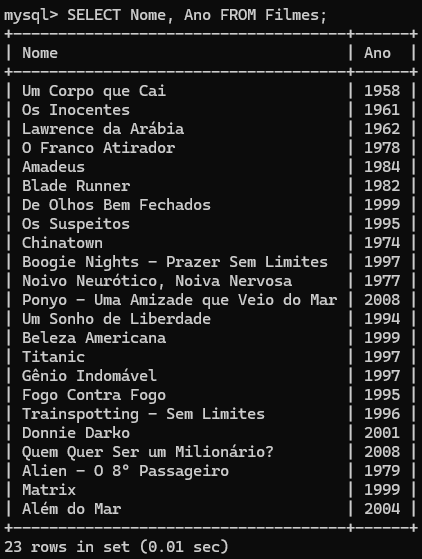 mysql> SELECT Nome, Ano FROM Filmes;
+------------------------------------+------+
| Nome                               | Ano  |
+------------------------------------+------+
| Um Corpo que Cai                   | 1958 |
| Os Inocentes                       | 1961 |
| Lawrence da Arábia                 | 1962 |
| O Franco Atirador                  | 1978 |
| Amadeus                            | 1984 |
| Blade Runner                       | 1982 |
| De Olhos Bem Fechados              | 1999 |
| Os Suspeitos                       | 1995 |
| Chinatown                          | 1974 |
| Boogie Nights - Prazer Sem Limites | 1997 |
| Noivo Neurótico, Noiva Nervosa     | 1977 |
| Ponyo - Uma Amizade que Veio do Mar | 2008 |
| Um Sonho de Liberdade              | 1994 |
| Beleza Americana                   | 1999 |
| Titanic                            | 1997 |
| Gênio Indomável                    | 1997 |
| Fogo Contra Fogo                   | 1995 |
| Trainspotting - Sem Limites        | 1996 |
| Donnie Darko                       | 2001 |
| Quem Quer Ser um Milionário?       | 2008 |
| Alien - O 8° Passageiro            | 1979 |
| Matrix                             | 1999 |
| Além do Mar                        | 2004 |
+------------------------------------+------+
23 rows in set (0.01 sec)